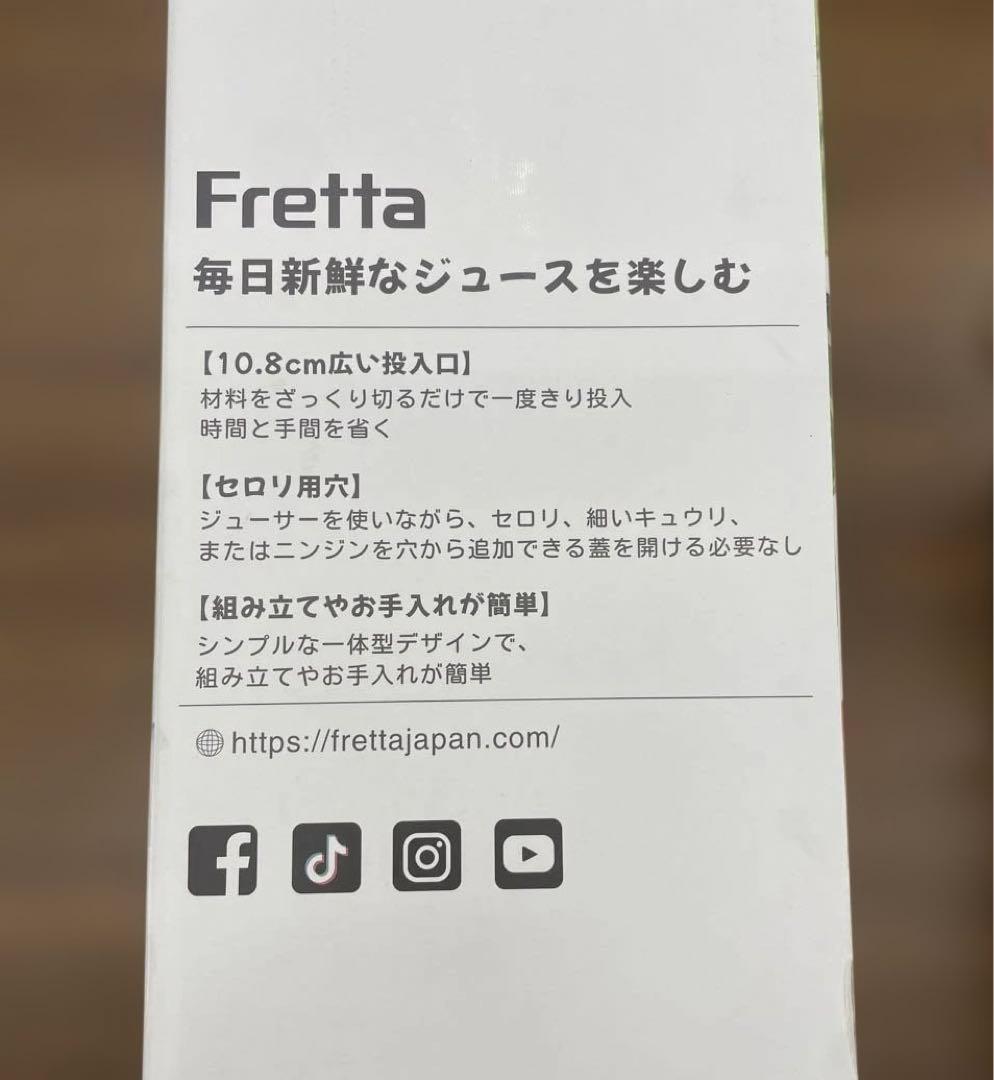 Fretta
毎日新鮮なジュースを楽しむ
【10.8cm広い投入口】
材料をざっくり切るだけで一度きり投入
時間と手間を省く
【セロリ用穴】
ジューサーを使いながら、セロリ、細いキュウリ、
またはニンジンを穴から追加できる蓋を開ける必要なし
【組み立てやお手入れが簡単】
シンプルな一体型デザインで、
組み立てやお手入れが簡単
https://frettajapan.com/